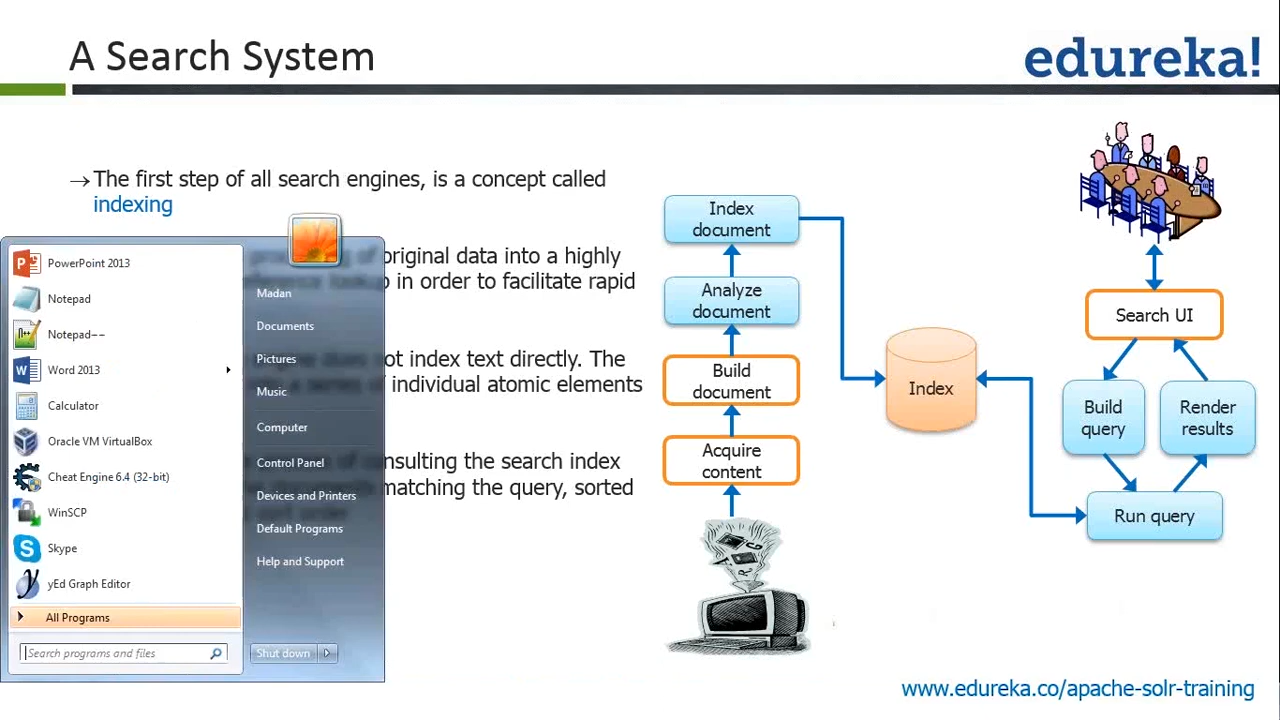 A Search System
edureka!
→The first step of all search engines, is a concept called
indexing
original data into a highly
in order to facilitate rapid
not index text directly. The
individual atomic elements
consulting the search index
matching the query, sorted
PowerPoint 2013
Notepad
Notepad--
Word 2013
Calculator
Oracle VM VirtualBox
Cheat Engine 6.4 (32-bit)
WinSCP
Skype
yEd Graph Editor
All Programs
Search programs and files
Madan
Documents
Pictures
Music
Computer
Control Panel
Devices and Printers
Default Programs
Help and Support
Shut down
Index
document
Analyze
document
Build
document
Acquire
content
Index
Search UI
Build
query
Render
results
Run query
www.edureka.co/apache-solr-training